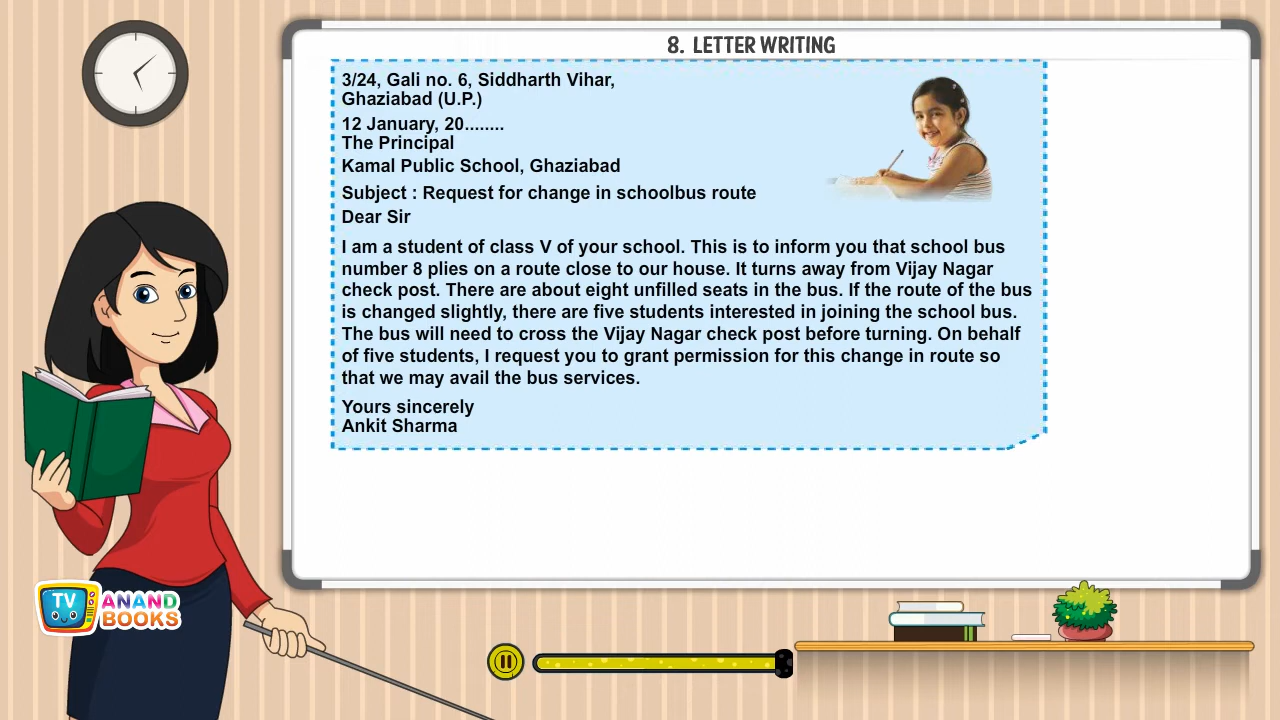 8. LETTER WRITING
3/24, Gali no. 6, Siddharth Vihar,
Ghaziabad (U.P.)
12 January, 20........
The Principal
Kamal Public School, Ghaziabad
Subject : Request for change in schoolbus route
Dear Sir
I am a student of class V of your school. This is to inform you that school bus
number 8 plies on a route close to our house. It turns away from Vijay Nagar
check post. There are about eight unfilled seats in the bus. If the route of the bus
is changed slightly, there are five students interested in joining the school bus.
The bus will need to cross the Vijay Nagar check post before turning. On behalf
of five students, I request you to grant permission for this change in route so
that we may avail the bus services.
Yours sincerely
Ankit Sharma
TV ANAND
BOOKS